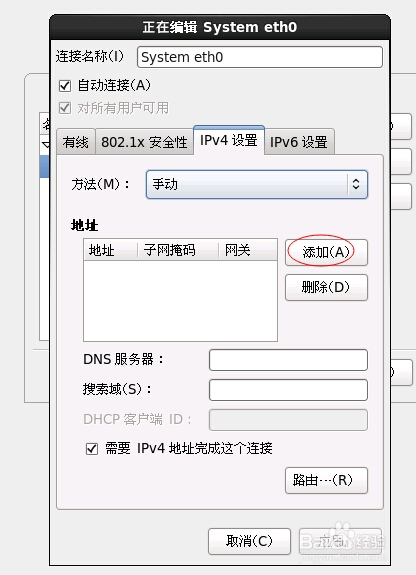 正在编辑 System eth0
连接名称(I) System eth0
自动连接(A)
对所有用户可用
有线 802.1x 安全性 IPv4 设置 IPv6 设置
方法(M)： 手动
地址
地址 子网掩码 网关
添加(A)
删除(D)
DNS 服务器：
搜索域(S)：
DHCP 客户端 ID：
需要 IPv4 地址完成这个连接
路由…(R)
取消(C)